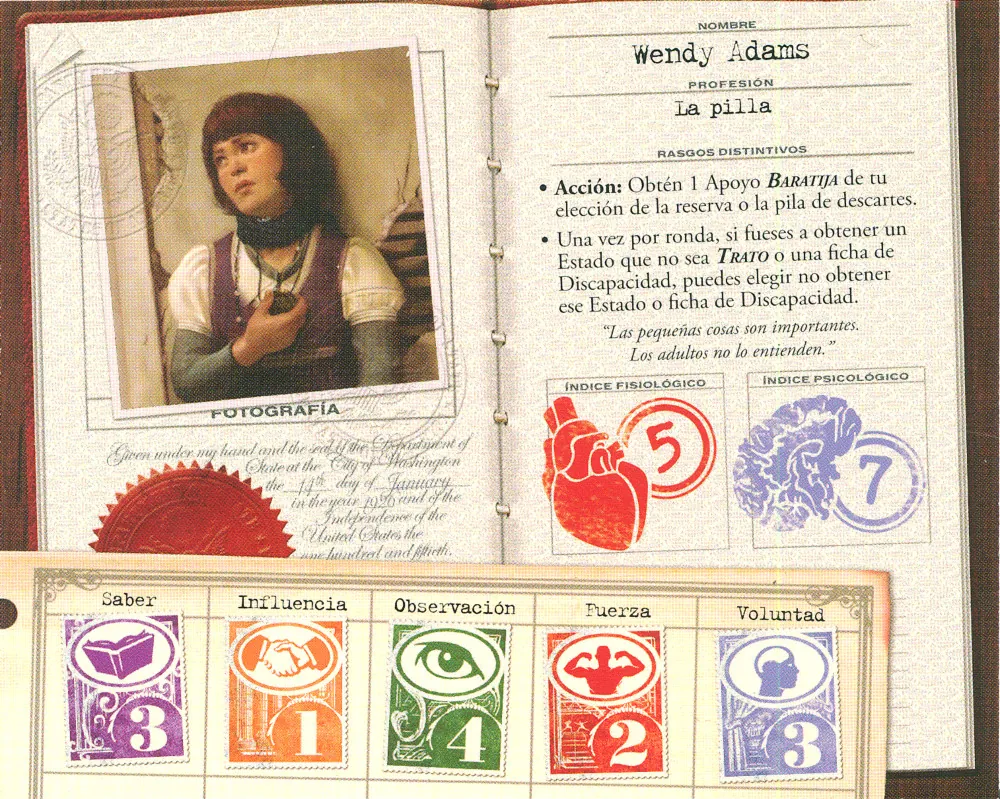 FOTOGRAFÍA
Given under my hand and the seal of the Department of
State at the City of Washington
the 14th day of January
in the year 1926 and of the
Independence of the
United States the
one hundred and fiftieth.
NOMBRE
Wendy Adams
PROFESIÓN
La pilla
RASGOS DISTINTIVOS
• Acción: Obtén 1 Apoyo BARATIJA de tu
elección de la reserva o la pila de descartes.
• Una vez por ronda, si fueses a obtener un
Estado que no sea TRATO o una ficha de
Discapacidad, puedes elegir no obtener
ese Estado o ficha de Discapacidad.
“Las pequeñas cosas son importantes.
Los adultos no lo entienden.”
ÍNDICE FISIOLÓGICO
5
ÍNDICE PSICOLÓGICO
7
Saber
Influencia
Observación
Fuerza
Voluntad
3
1
4
2
3